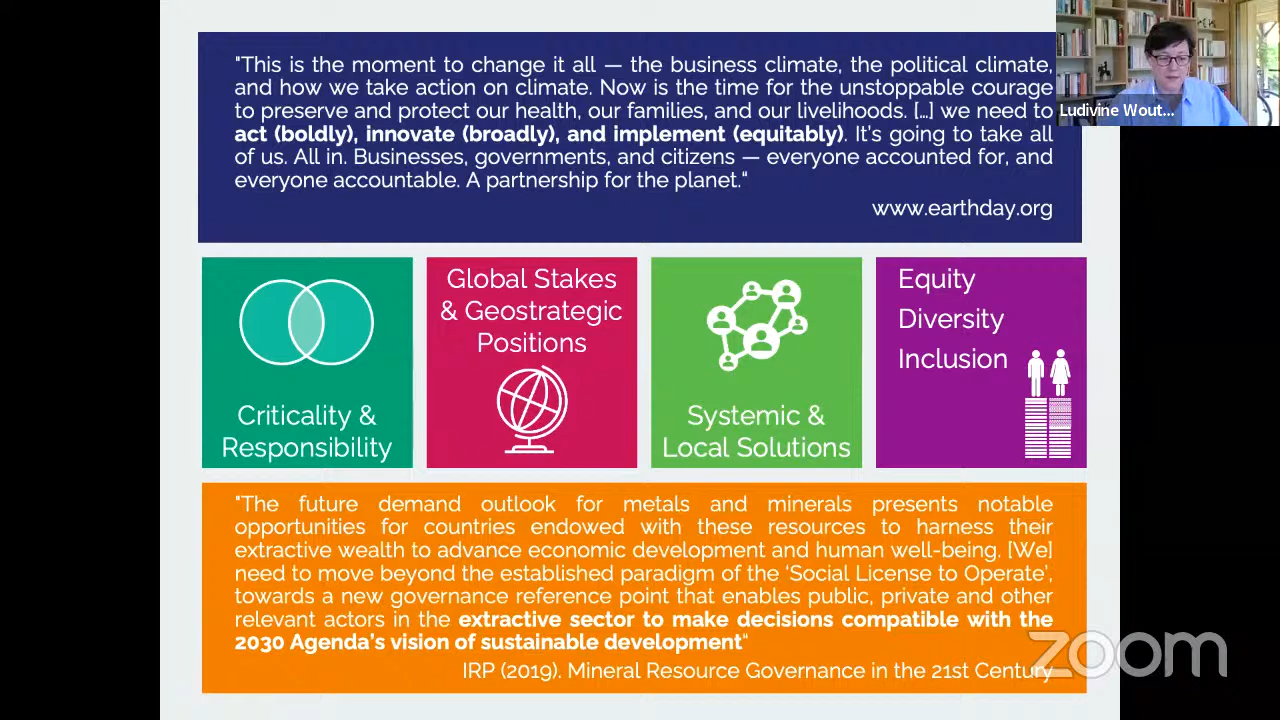 "This is the moment to change it all — the business climate, the political climate,
and how we take action on climate. Now is the time for the unstoppable courage
to preserve and protect our health, our families, and our livelihoods. […] we need to
act (boldly), innovate (broadly), and implement (equitably). It's going to take all
of us. All in. Businesses, governments, and citizens — everyone accounted for, and
everyone accountable. A partnership for the planet."
www.earthday.org
Ludivine Wout...
Criticality &
Responsibility
Global Stakes
& Geostrategic
Positions
Systemic &
Local Solutions
Equity
Diversity
Inclusion
"The future demand outlook for metals and minerals presents notable
opportunities for countries endowed with these resources to harness their
extractive wealth to advance economic development and human well-being. [We]
need to move beyond the established paradigm of the ‘Social License to Operate’,
towards a new governance reference point that enables public, private and other
relevant actors in the extractive sector to make decisions compatible with the
2030 Agenda's vision of sustainable development"
IRP (2019). Mineral Resource Governance in the 21st Century
zoom